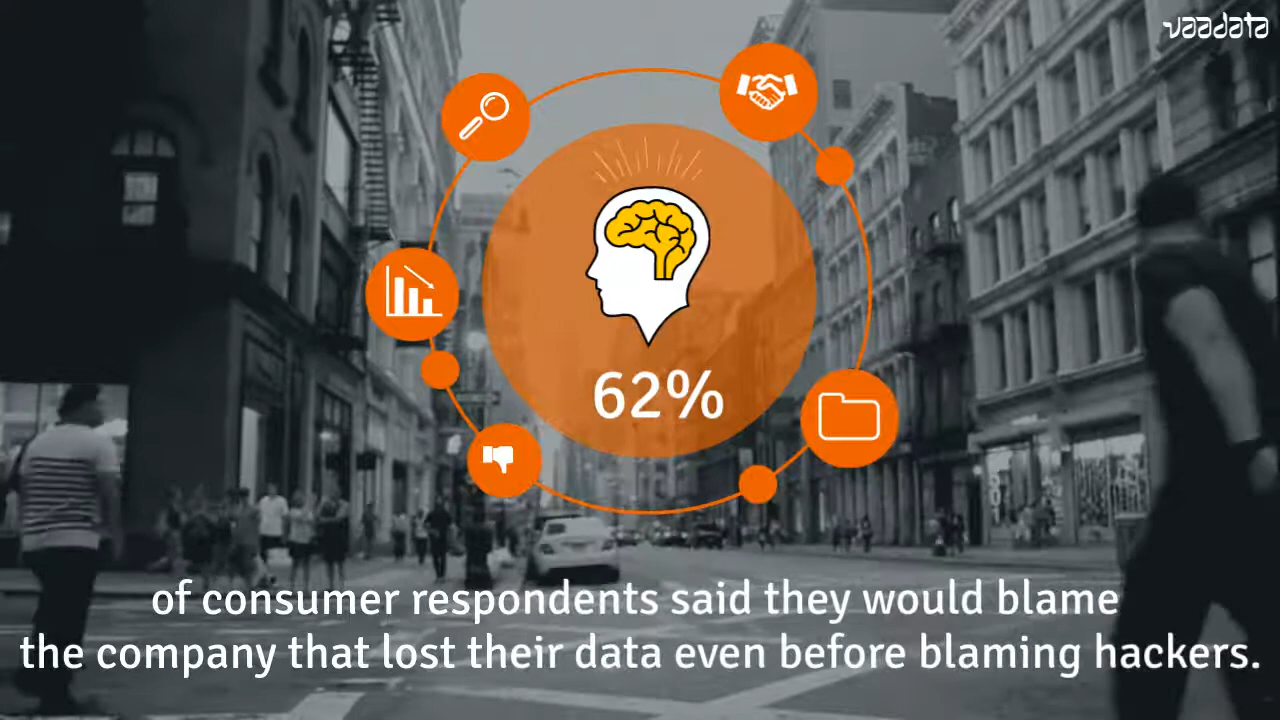 vaadata
62%
of consumer respondents said they would blame
the company that lost their data even before blaming hackers.